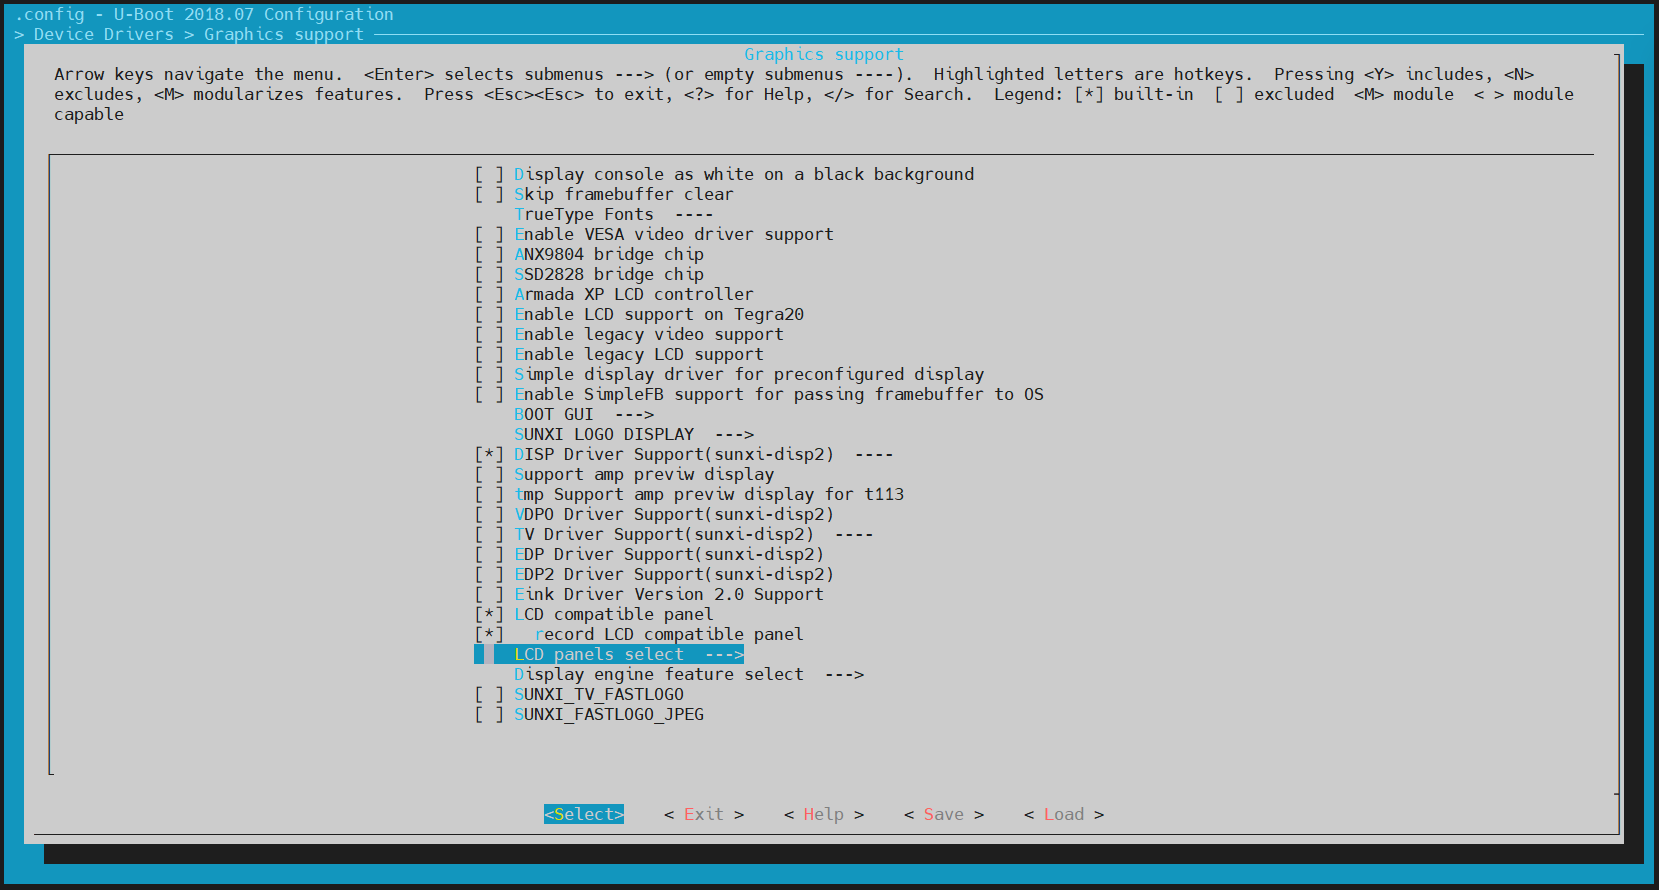 .config - U-Boot 2018.07 Configuration
> Device Drivers > Graphics support
Graphics support
Arrow keys navigate the menu.  <Enter> selects submenus ---> (or empty submenus ----).  Highlighted letters are hotkeys.  Pressing <Y> includes, <N>
excludes, <M> modularizes features.  Press <Esc><Esc> to exit, <?> for Help, </> for Search.  Legend: [*] built-in  [ ] excluded  <M> module  < > module
capable
[ ] Display console as white on a black background
[ ] Skip framebuffer clear
TrueType Fonts  ----
[ ] Enable VESA video driver support
[ ] ANX9804 bridge chip
[ ] SSD2828 bridge chip
[ ] Armada XP LCD controller
[ ] Enable LCD support on Tegra20
[ ] Enable legacy video support
[ ] Enable legacy LCD support
[ ] Simple display driver for preconfigured display
[ ] Enable SimpleFB support for passing framebuffer to OS
BOOT GUI  --->
SUNXI LOGO DISPLAY  --->
[*] DISP Driver Support(sunxi-disp2)  ----
[ ] Support amp previw display
[ ] tmp Support amp previw display for t113
[ ] VDPO Driver Support(sunxi-disp2)
[ ] TV Driver Support(sunxi-disp2)  ----
[ ] EDP Driver Support(sunxi-disp2)
[ ] EDP2 Driver Support(sunxi-disp2)
[ ] Eink Driver Version 2.0 Support
[*] LCD compatible panel
[*]   record LCD compatible panel
LCD panels select  --->
Display engine feature select  --->
[ ] SUNXI_TV_FASTLOGO
[ ] SUNXI_FASTLOGO_JPEG
<Select>    < Exit >    < Help >    < Save >    < Load >